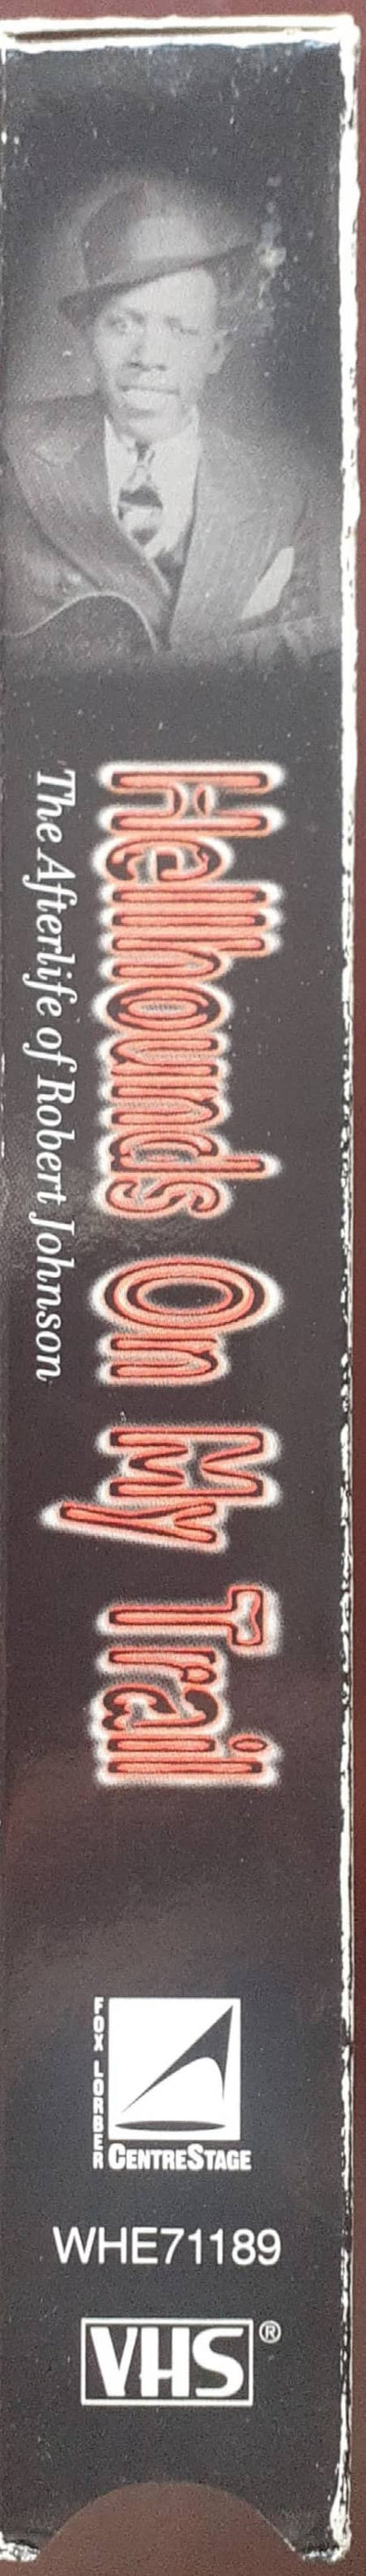 Hellhounds On My Trail
The Afterlife of Robert Johnson
FOX LORBER
CENTRESTAGE
WHE71189
VHS®